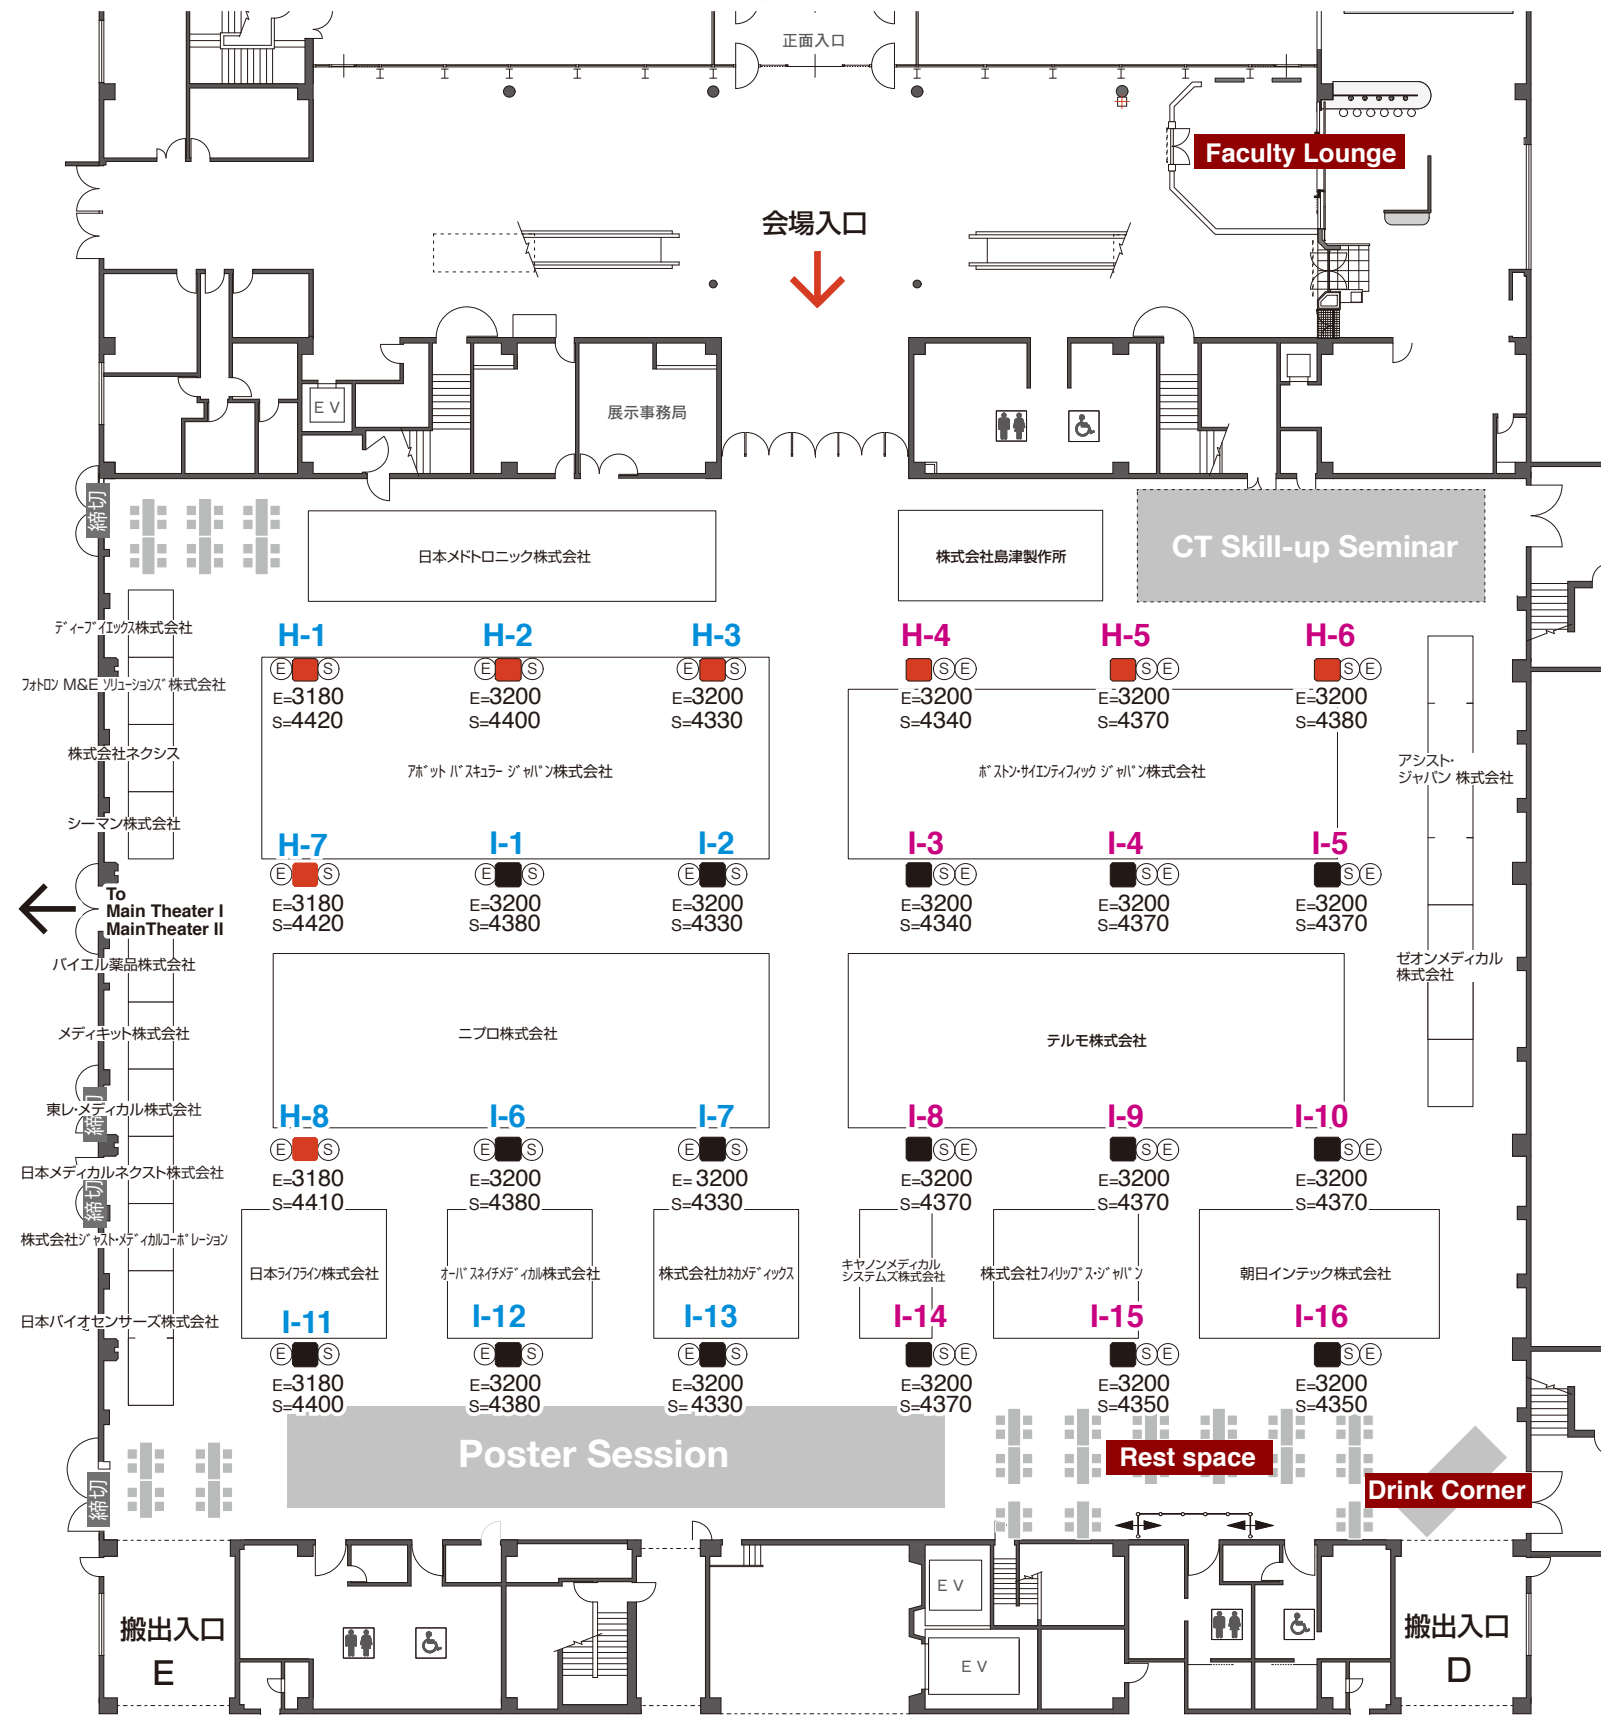 正面入口
Faculty Lounge
会場入口
EV
展示事務局
締切
日本メドトロニック株式会社
株式会社島津製作所
CT Skill-up Seminar
ディーブイエックス株式会社
フォトロン M&E ソリューションズ株式会社
株式会社ネクシス
シーマン株式会社
H-1
H-2
H-3
H-4
H-5
H-6
E S
E S
E S
S E
S E
S E
E=3180
S=4420
E=3200
S=4400
E=3200
S=4330
E=3200
S=4340
E=3200
S=4370
E=3200
S=4380
アボット バスキュラー ジャパン株式会社
ボストン・サイエンティフィック ジャパン株式会社
アシスト・
ジャパン 株式会社
H-7
I-1
I-2
I-3
I-4
I-5
E S
E S
E S
S E
S E
S E
E=3180
S=4420
E=3200
S=4380
E=3200
S=4330
E=3200
S=4340
E=3200
S=4370
E=3200
S=4370
To
Main Theater I
MainTheater II
バイエル薬品株式会社
メディキット株式会社
東レ・メディカル株式会社
締切
日本メディカルネクスト株式会社
締切
株式会社ジャスト・メディカルコーポレーション
日本バイオセンサーズ株式会社
ニプロ株式会社
テルモ株式会社
ゼオンメディカル
株式会社
H-8
I-6
I-7
I-8
I-9
I-10
E S
E S
E S
S E
S E
S E
E=3180
S=4410
E=3200
S=4380
E= 3200
S=4330
E=3200
S=4370
E=3200
S=4370
E=3200
S=4370
日本ライフライン株式会社
オーバスネイチメディカル株式会社
株式会社カネカメディックス
キヤノンメディカル
システムズ株式会社
株式会社フィリップス・ジャパン
朝日インテック株式会社
I-11
I-12
I-13
I-14
I-15
I-16
E S
E S
E S
S E
S E
S E
E=3180
S=4400
E=3200
S=4380
E=3200
S= 4330
E=3200
S=4370
E=3200
S=4350
E=3200
S=4350
Poster Session
Rest space
Drink Corner
締切
搬出入口
E
EV
EV
搬出入口
D